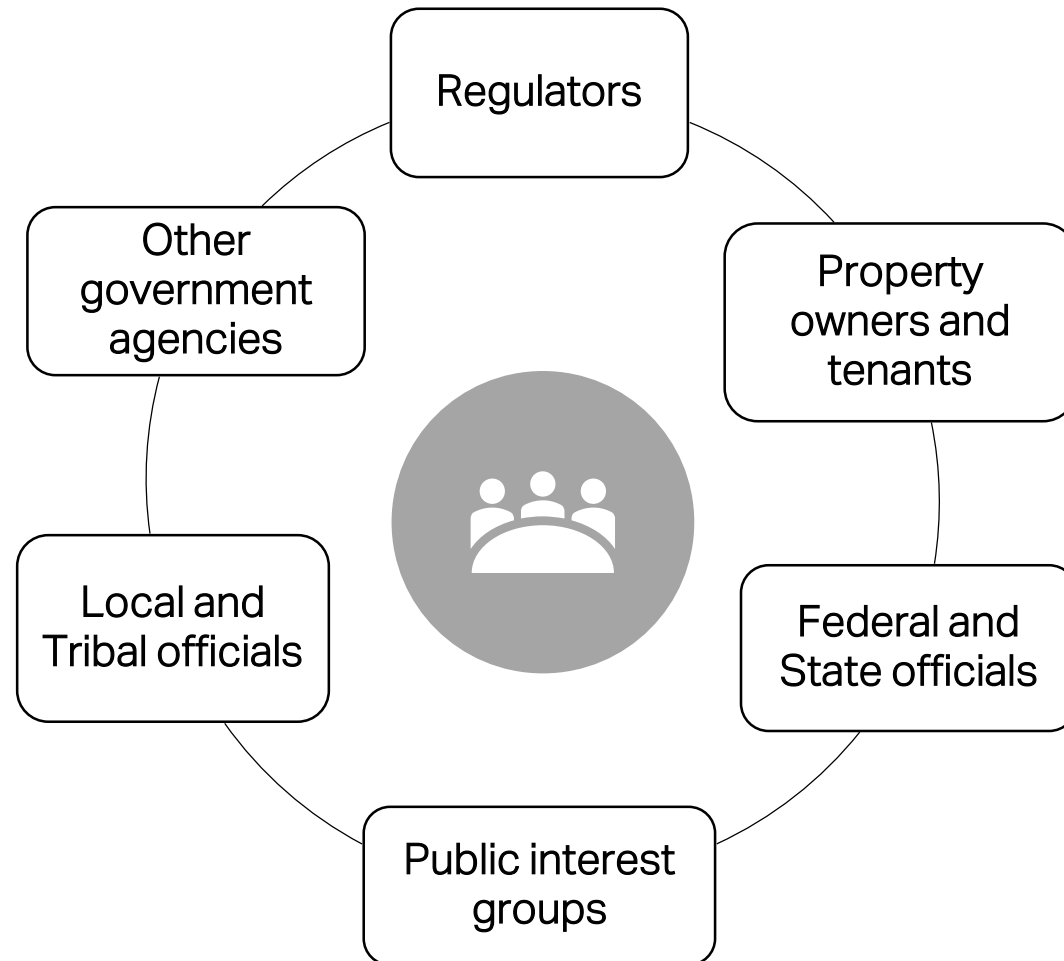 Regulators
Other
government
agencies
Property
owners and
tenants
Local and
Tribal officials
Federal and
State officials
Public interest
groups